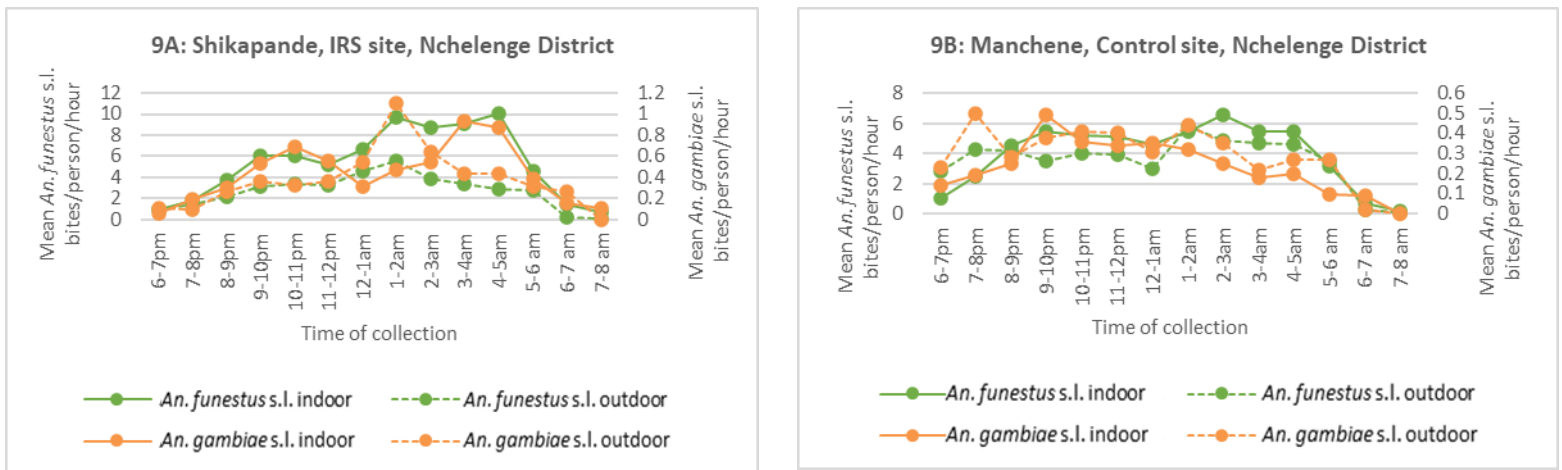 9A: Shikapande, IRS site, Nchelenge District
Mean An. funestus s.l.
bites/person/hour
12
10
8
6
4
2
0
1.2
1
0.8
0.6
0.4
0.2
0
Mean An. gambiae s.l.
bites/person/hour
6-7pm
7-8pm
8-9pm
9-10pm
10-11pm
11-12pm
12-1am
1-2am
2-3am
3-4am
4-5am
5-6 am
6-7 am
7-8 am
Time of collection
An. funestus s.l. indoor
An. funestus s.l. outdoor
An. gambiae s.l. indoor
An. gambiae s.l. outdoor
9B: Manchene, Control site, Nchelenge District
Mean An. funestus s.l.
bites/person/hour
8
6
4
2
0
0.6
0.5
0.4
0.3
0.2
0.1
0
Mean An. gambiae s.l.
bites/person/hour
6-7pm
7-8pm
8-9pm
9-10pm
10-11pm
11-12pm
12-1am
1-2am
2-3am
3-4am
4-5am
5-6 am
6-7 am
7-8 am
Time of collection
An. funestus s.l. indoor
An. funestus s.l. outdoor
An. gambiae s.l. indoor
An. gambiae s.l. outdoor